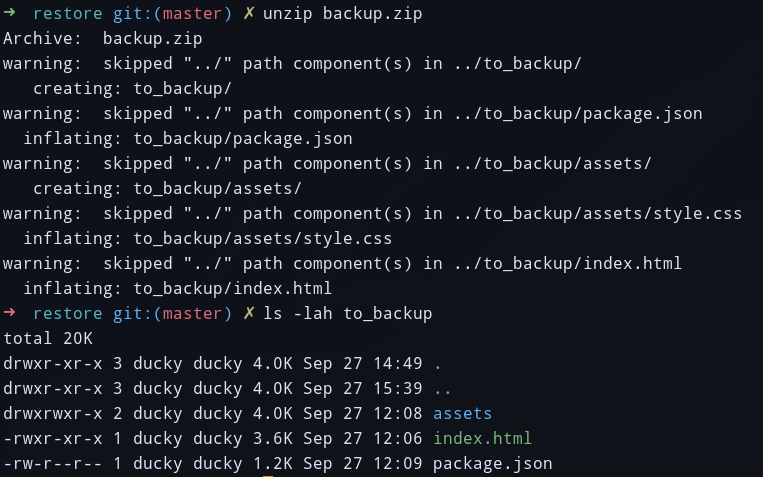 ➜  restore git:(master) ✗ unzip backup.zip
Archive:  backup.zip
warning:  skipped "../" path component(s) in ../to_backup/
   creating: to_backup/
warning:  skipped "../" path component(s) in ../to_backup/package.json
  inflating: to_backup/package.json
warning:  skipped "../" path component(s) in ../to_backup/assets/
   creating: to_backup/assets/
warning:  skipped "../" path component(s) in ../to_backup/assets/style.css
  inflating: to_backup/assets/style.css
warning:  skipped "../" path component(s) in ../to_backup/index.html
  inflating: to_backup/index.html
➜  restore git:(master) ✗ ls -lah to_backup
total 20K
drwxr-xr-x 3 ducky ducky 4.0K Sep 27 14:49 .
drwxr-xr-x 3 ducky ducky 4.0K Sep 27 15:39 ..
drwxrwxr-x 2 ducky ducky 4.0K Sep 27 12:08 assets
-rwxr-xr-x 1 ducky ducky 3.6K Sep 27 12:06 index.html
-rw-r--r-- 1 ducky ducky 1.2K Sep 27 12:09 package.json